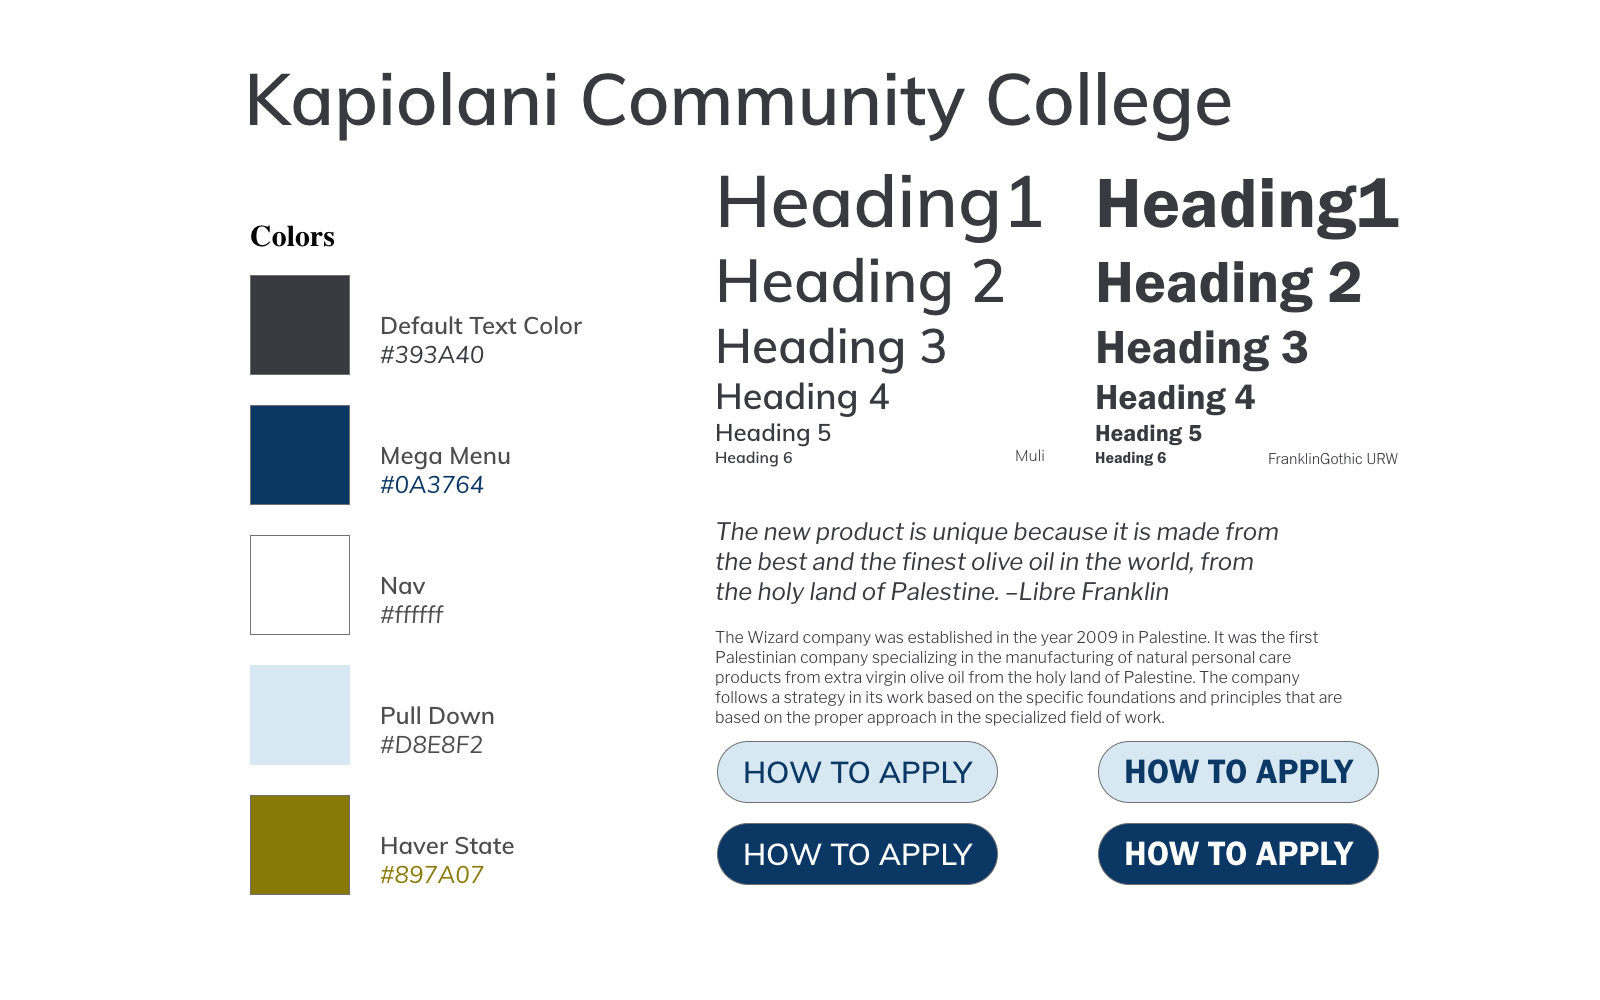 Kapiolani Community College
Colors
Default Text Color
#393A40
Mega Menu
#0A3764
Nav
#ffffff
Pull Down
#D8E8F2
Haver State
#897A07
Heading1
Heading 2
Heading 3
Heading 4
Heading 5
Heading 6
Muli
Heading1
Heading 2
Heading 3
Heading 4
Heading 5
Heading 6
FranklinGothic URW
The new product is unique because it is made from
the best and the finest olive oil in the world, from
the holy land of Palestine. –Libre Franklin
The Wizard company was established in the year 2009 in Palestine. It was the first
Palestinian company specializing in the manufacturing of natural personal care
products from extra virgin olive oil from the holy land of Palestine. The company
follows a strategy in its work based on the specific foundations and principles that are
based on the proper approach in the specialized field of work.
HOW TO APPLY
HOW TO APPLY
HOW TO APPLY
HOW TO APPLY